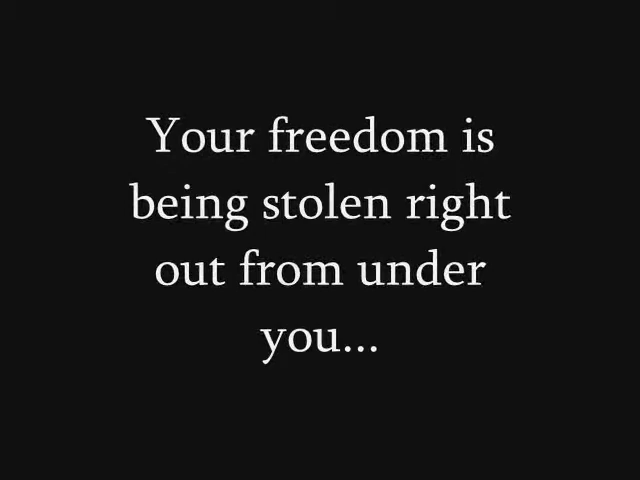 Your freedom is
being stolen right
out from under
you...